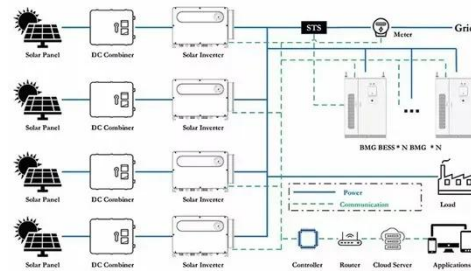 STS
Grid
Meter
Solar Panel
DC Combiner
Solar Inverter
Solar Panel
DC Combiner
Solar Inverter
BMG BESS * N BMG * N
Solar Panel
DC Combiner
Solar Inverter
Power
Communication
Load
Solar Panel
DC Combiner
Solar Inverter
Controller
Router
Cloud Server
Applications